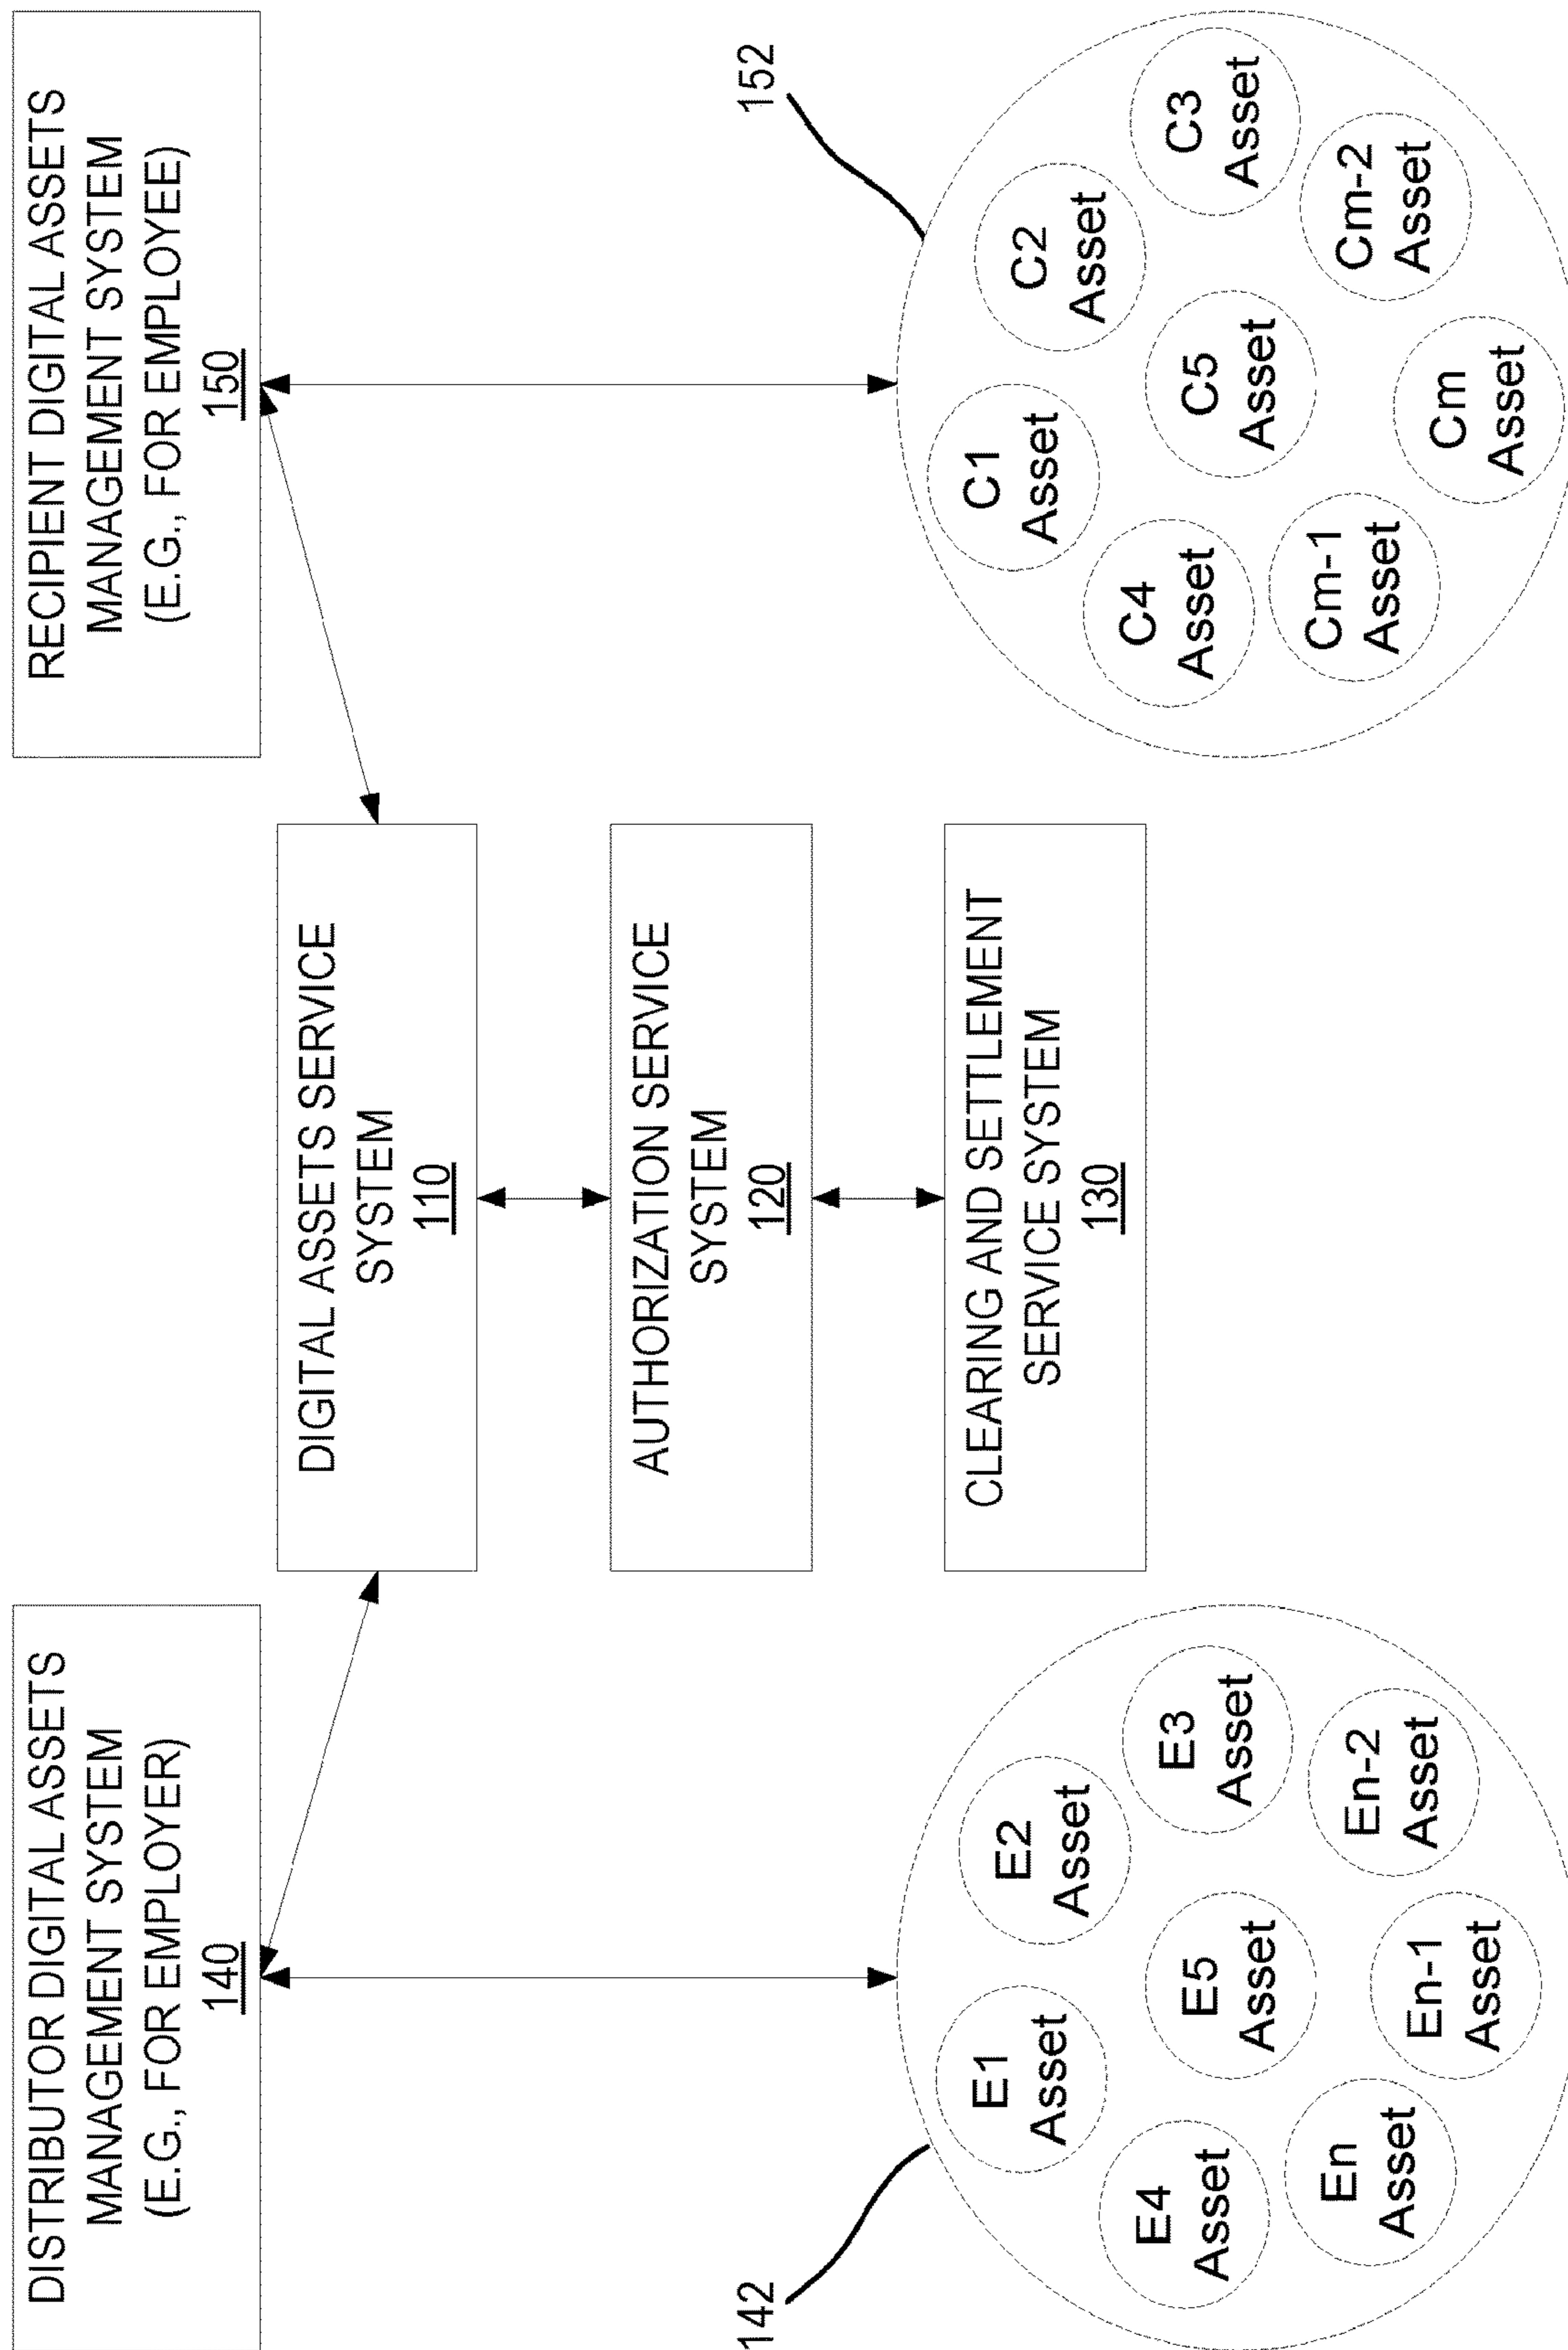 DISTRIBUTOR DIGITAL ASSETS
MANAGEMENT SYSTEM
(E.G., FOR EMPLOYER)
140
RECIPIENT DIGITAL ASSETS
MANAGEMENT SYSTEM
(E.G., FOR EMPLOYEE)
150
DIGITAL ASSETS SERVICE
SYSTEM
110
AUTHORIZATION SERVICE
SYSTEM
120
CLEARING AND SETTLEMENT
SERVICE SYSTEM
130
142
E1
Asset
E2
Asset
E4
Asset
E5
Asset
E3
Asset
En
Asset
En-1
Asset
En-2
Asset
152
C1
Asset
C2
Asset
C4
Asset
C5
Asset
C3
Asset
Cm-1
Asset
Cm
Asset
Cm-2
Asset